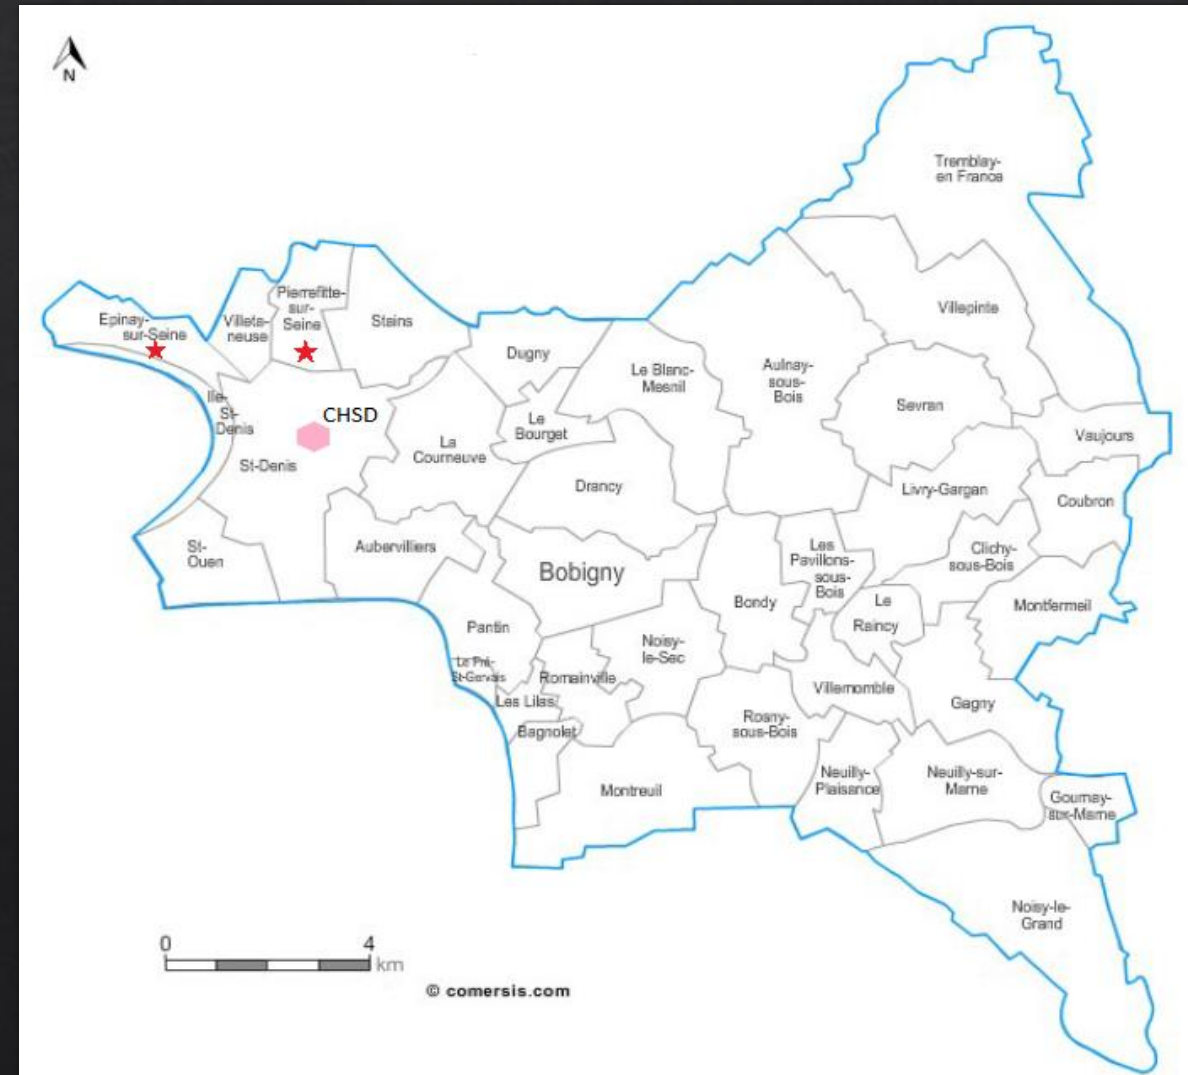 N
Tremblay-
en France
Pierrefitte-
sur-
Seine
Epinay-
sur-Seine
Villeta-
neuse
Stains
Villepinte
Dugny
Le Blanc-
Mesnil
Aulnay-
sous-
Bois
Sevran
Ile-
St-
Denis
CHSD
Le
Bourget
Vaujours
La
Courneuve
St-Denis
Drancy
Livry-Gargan
Coubron
St-
Ouen
Aubervilliers
Bobigny
Les
Pavillons-
sous-
Bois
Clichy-
sous-Bois
Bondy
Le
Raincy
Montfermeil
Pantin
Noisy-
le-Sec
Le Pré-
St-Gervais
Romainville
Villemomble
Les Lilas
Gagny
Bagnolet
Rosny-
sous-Bois
Montreuil
Neuilly-
Plaisance
Neuilly-sur-
Marne
Gournay-
sur-Marne
Noisy-le-
Grand
0 4
km
© comersis.com